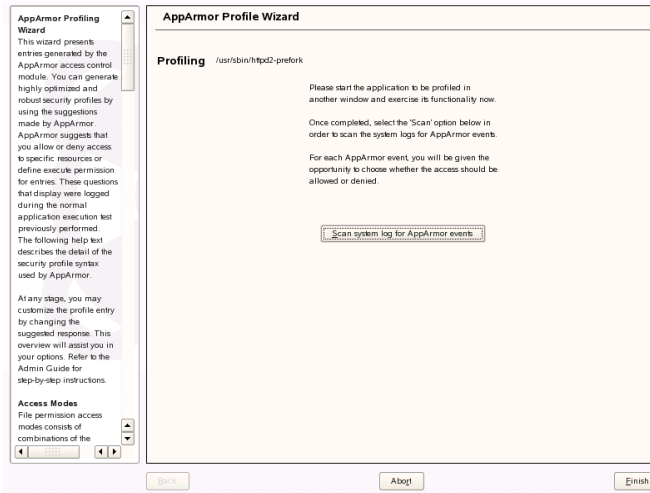 AppArmor Profiling
Wizard
This wizard presents
entries generated by the
AppArmor access control
module. You can generate
highly optimized and
robust security profiles by
using the suggestions
made by AppArmor.
AppArmor suggests that
you allow or deny access
to specific resources or
define execute permission
for entries. These questions
that display were logged
during the normal
application execution test
previously performed.
The following help text
describes the detail of the
security profile syntax
used by AppArmor.
At any stage, you may
customize the profile entry
by changing the
suggested response. This
overview will assist you in
your options. Refer to the
Admin Guide for
step-by-step instructions.
Access Modes
File permission access
modes consists of
combinations of the
AppArmor Profile Wizard
Profiling /usr/sbin/httpd2-prefork
Please start the application to be profiled in
another window and exercise its functionality now.
Once completed, select the 'Scan' option below in
order to scan the system logs for AppArmor events.
For each AppArmor event, you will be given the
opportunity to choose whether the access should be
allowed or denied.
Scan system log for AppArmor events
Back
Abort
Finish